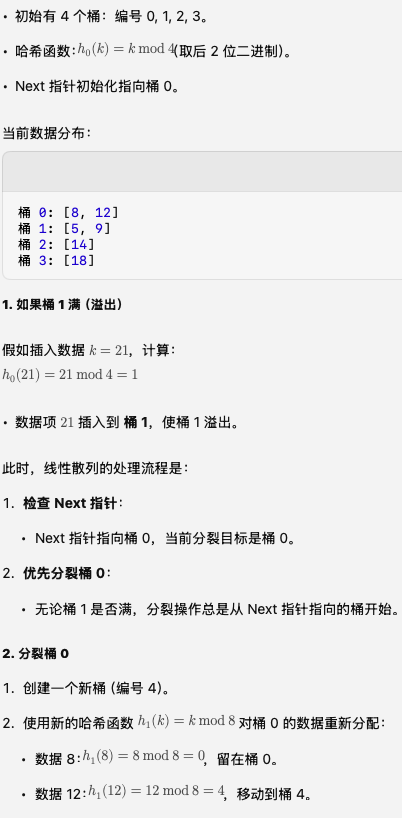 • 初始有 4 个桶：编号 0, 1, 2, 3。
• 哈希函数:h₀(k) = k mod 4(取后 2 位二进制)。
• Next 指针初始化指向桶 0。
当前数据分布：
桶 0: [8, 12]
桶 1: [5, 9]
桶 2: [14]
桶 3: [18]
1. 如果桶 1 满（溢出）
假如插入数据 k = 21，计算：
h₀(21) = 21 mod 4 = 1
• 数据项 21 插入到 桶 1，使桶 1 溢出。
此时，线性散列的处理流程是：
1. 检查 Next 指针：
• Next 指针指向桶 0，当前分裂目标是桶 0。
2. 优先分裂桶 0：
• 无论桶 1 是否满，分裂操作总是从 Next 指针指向的桶开始。
2. 分裂桶 0
1. 创建一个新桶 (编号 4)。
2. 使用新的哈希函数 h₁(k) = k mod 8 对桶 0 的数据重新分配：
• 数据 8:h₁(8) = 8 mod 8 = 0，留在桶 0。
• 数据 12:h₁(12) = 12 mod 8 = 4，移动到桶 4。